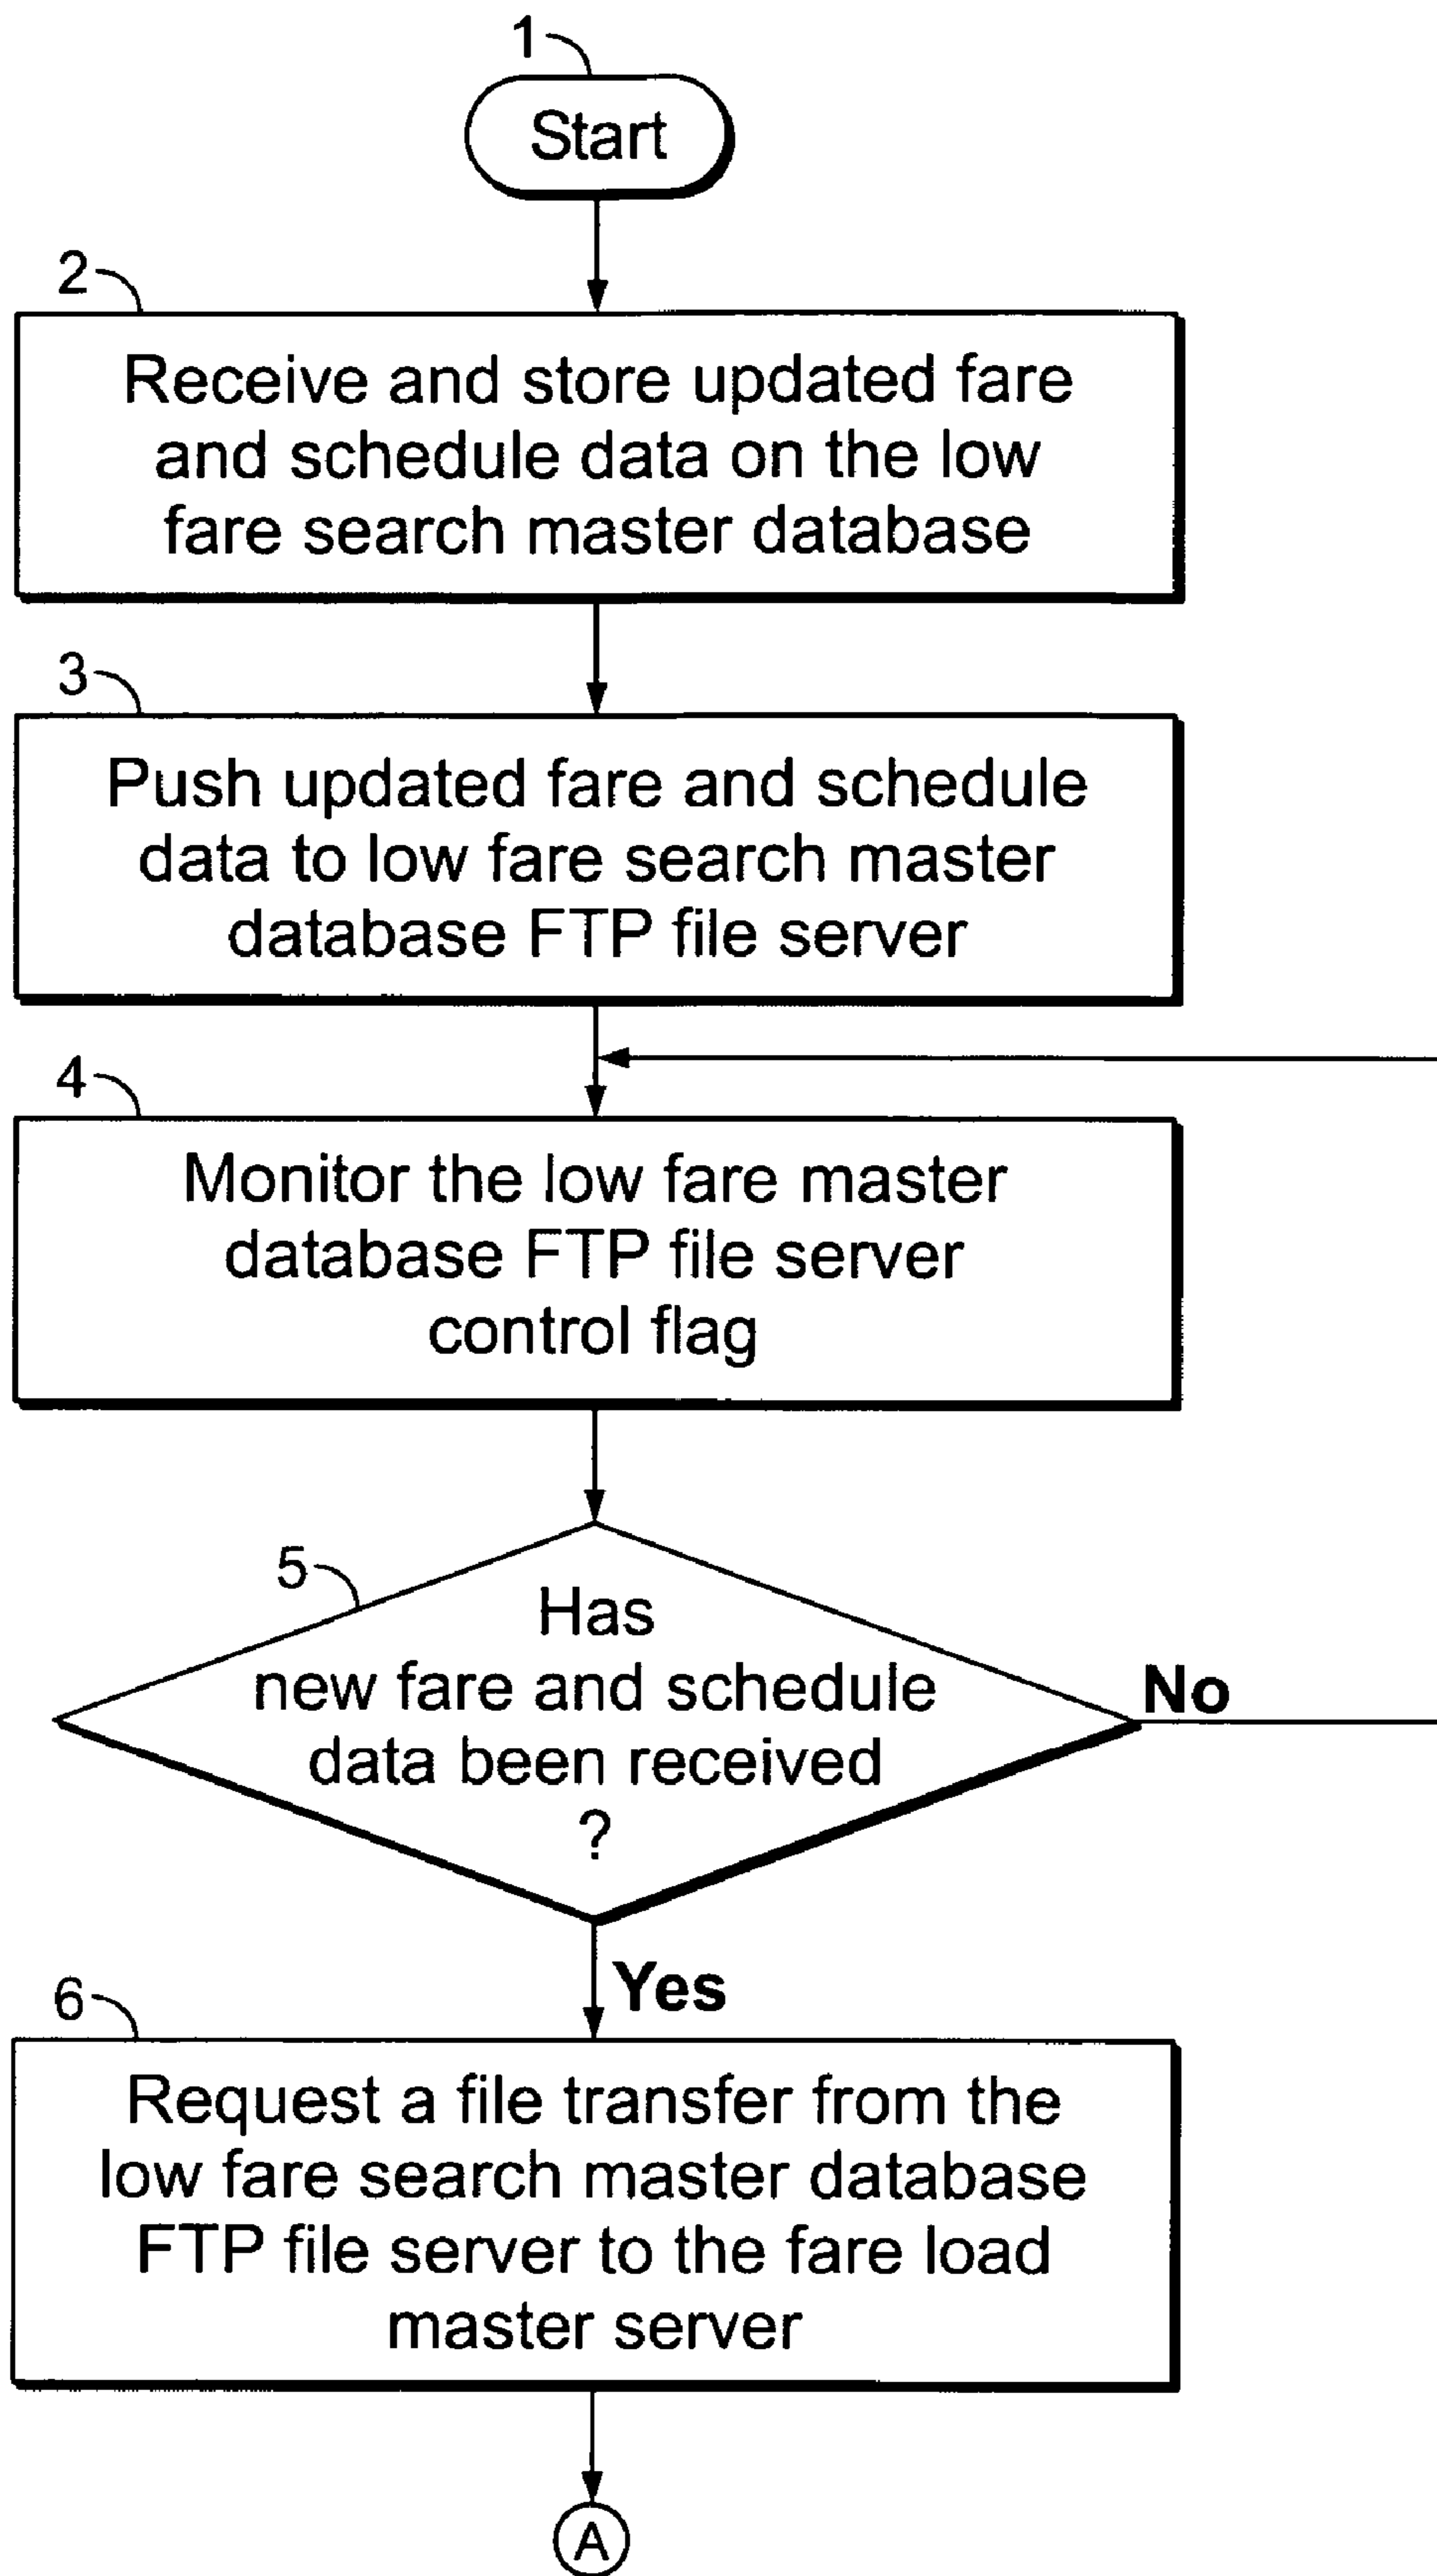 1
Start
2
Receive and store updated fare
and schedule data on the low
fare search master database
3
Push updated fare and schedule
data to low fare search master
database FTP file server
4
Monitor the low fare master
database FTP file server
control flag
5
Has
new fare and schedule
data been received
?
No
Yes
6
Request a file transfer from the
low fare search master database
FTP file server to the fare load
master server
A